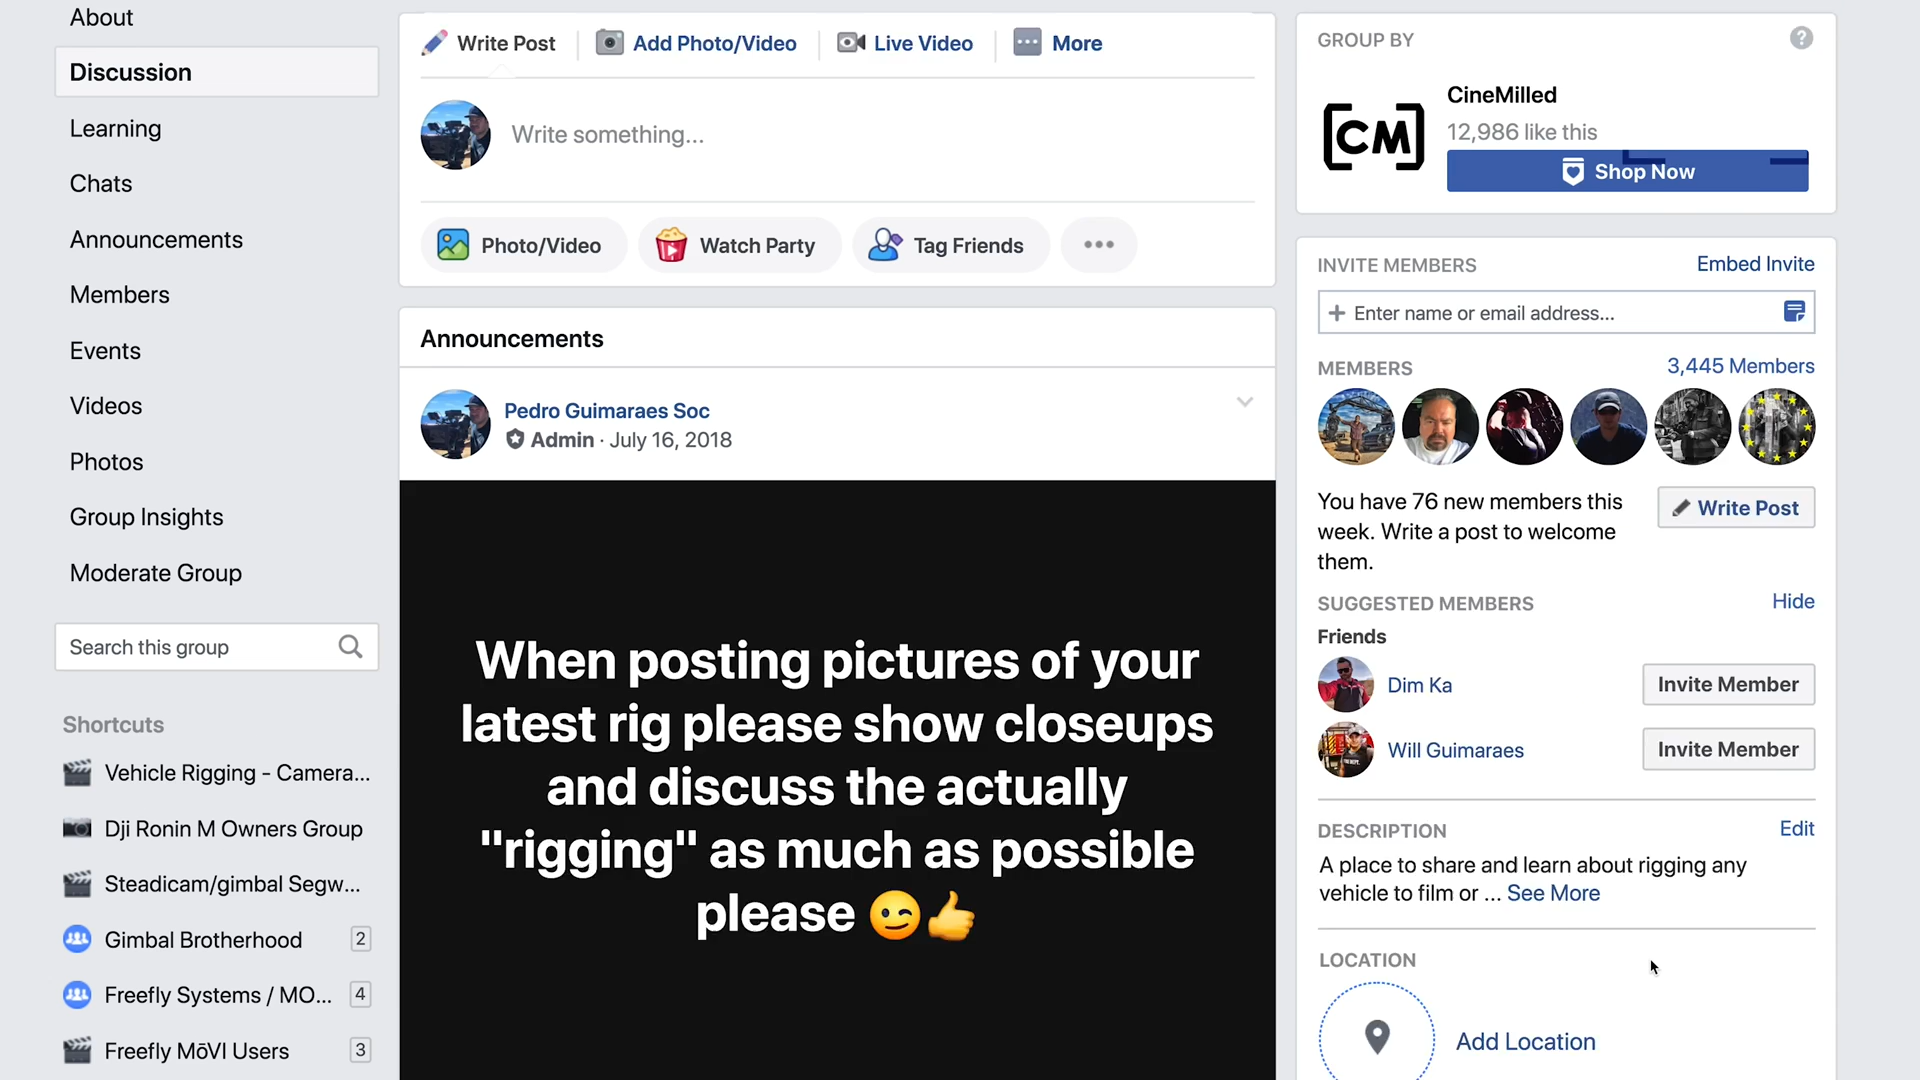 About
Discussion
Learning
Chats
Announcements
Members
Events
Videos
Photos
Group Insights
Moderate Group
Search this group
Shortcuts
Vehicle Rigging - Camera...
Dji Ronin M Owners Group
Steadicam/gimbal Segw...
Gimbal Brotherhood 2
Freefly Systems / MO... 4
Freefly MōVI Users 3
Write Post
Add Photo/Video
Live Video
More
Write something...
Photo/Video
Watch Party
Tag Friends
Announcements
Pedro Guimaraes Soc
Admin · July 16, 2018
When posting pictures of your
latest rig please show closeups
and discuss the actually
"rigging" as much as possible
please 😉👍
GROUP BY
CM
CineMilled
12,986 like this
Shop Now
INVITE MEMBERS
Embed Invite
+ Enter name or email address...
MEMBERS
3,445 Members
You have 76 new members this
week. Write a post to welcome
them.
Write Post
SUGGESTED MEMBERS
Hide
Friends
Dim Ka
Invite Member
Will Guimaraes
Invite Member
DESCRIPTION
Edit
A place to share and learn about rigging any
vehicle to film or ... See More
LOCATION
Add Location